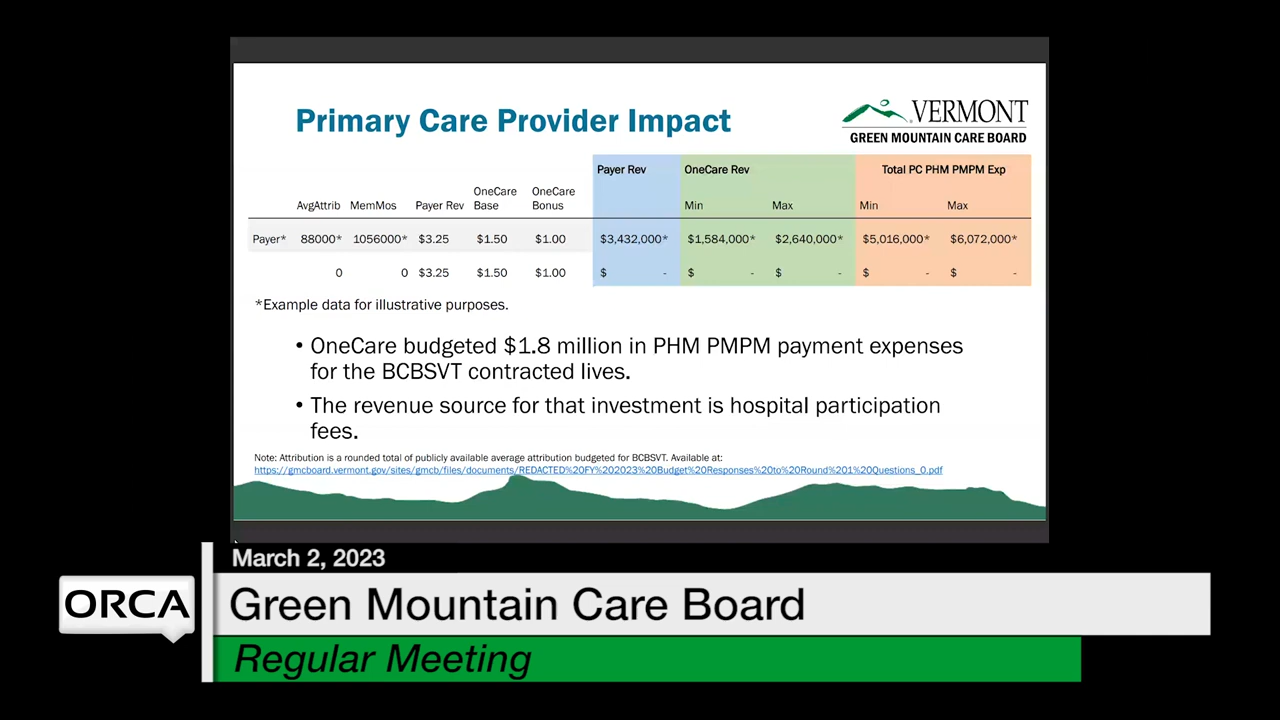 Primary Care Provider Impact
VERMONT
GREEN MOUNTAIN CARE BOARD
Payer Rev OneCare Rev Total PC PHM PMPM Exp
AvgAttrib MemMos Payer Rev OneCare Base OneCare Bonus Min Max Min Max
Payer* 88000* 1056000* $3.25 $1.50 $1.00 $3,432,000* $1,584,000* $2,640,000* $5,016,000* $6,072,000*
0 0 $3.25 $1.50 $1.00 $ - $ - $ - $ - $ -
*Example data for illustrative purposes.
• OneCare budgeted $1.8 million in PHM PMPM payment expenses
for the BCBSVT contracted lives.
• The revenue source for that investment is hospital participation
fees.
Note: Attribution is a rounded total of publicly available average attribution budgeted for BCBSVT. Available at:
https://gmcboard.vermont.gov/sites/gmcb/files/documents/REDACTED%20FY%202023%20Budget%20Responses%20to%20Round%201%20Questions_0.pdf
March 2, 2023
ORCA
Green Mountain Care Board
Regular Meeting